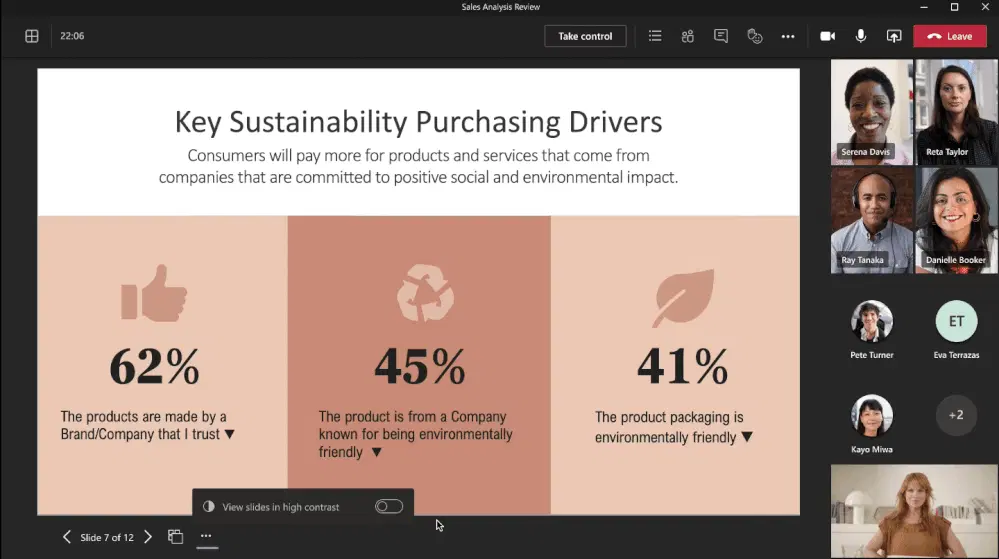 Sales Analysis Review
22:06
Take control
Leave
Key Sustainability Purchasing Drivers
Consumers will pay more for products and services that come from
companies that are committed to positive social and environmental impact.
62%
The products are made by a
Brand/Company that I trust ▼
45%
The product is from a Company
known for being environmentally
friendly ▼
41%
The product packaging is
environmentally friendly ▼
View slides in high contrast
Slide 7 of 12
Serena Davis
Reta Taylor
Ray Tanaka
Danielle Booker
Pete Turner
ET
Eva Terrazas
Kayo Miwa
+2